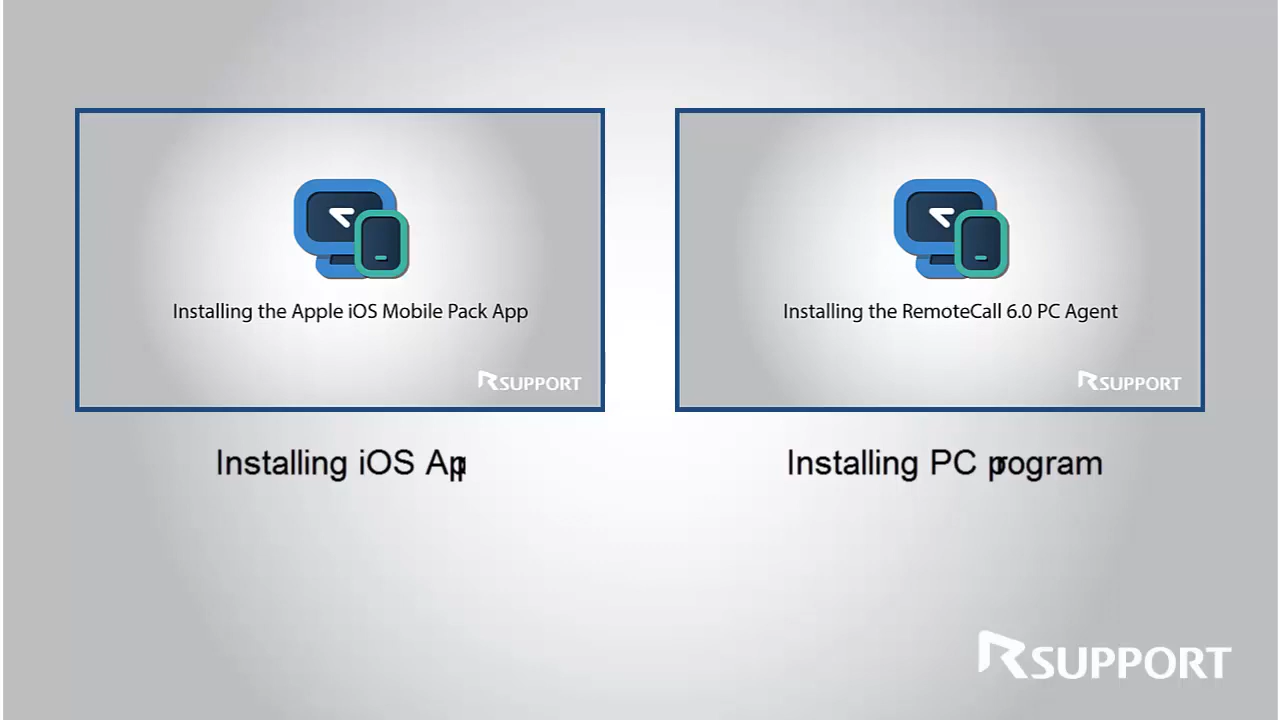 Installing the Apple iOS Mobile Pack App
RSUPPORT
Installing iOS App
Installing the RemoteCall 6.0 PC Agent
RSUPPORT
Installing PC program
RSUPPORT